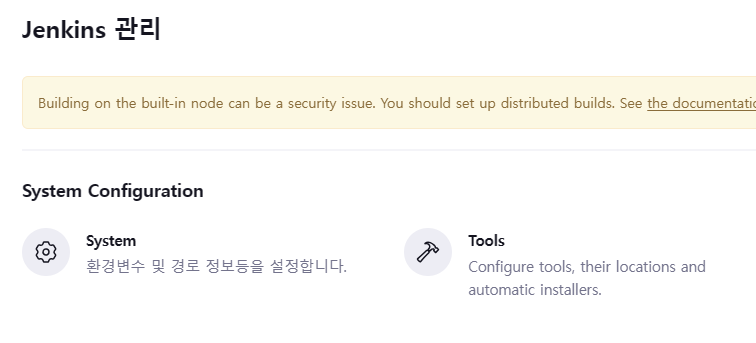 Jenkins 관리
Building on the built-in node can be a security issue. You should set up distributed builds. See the
System Configuration
System
환경변수 및 경로 정보등을 설정합니다.
Tools
Configure tools, their locations and
automatic installers.